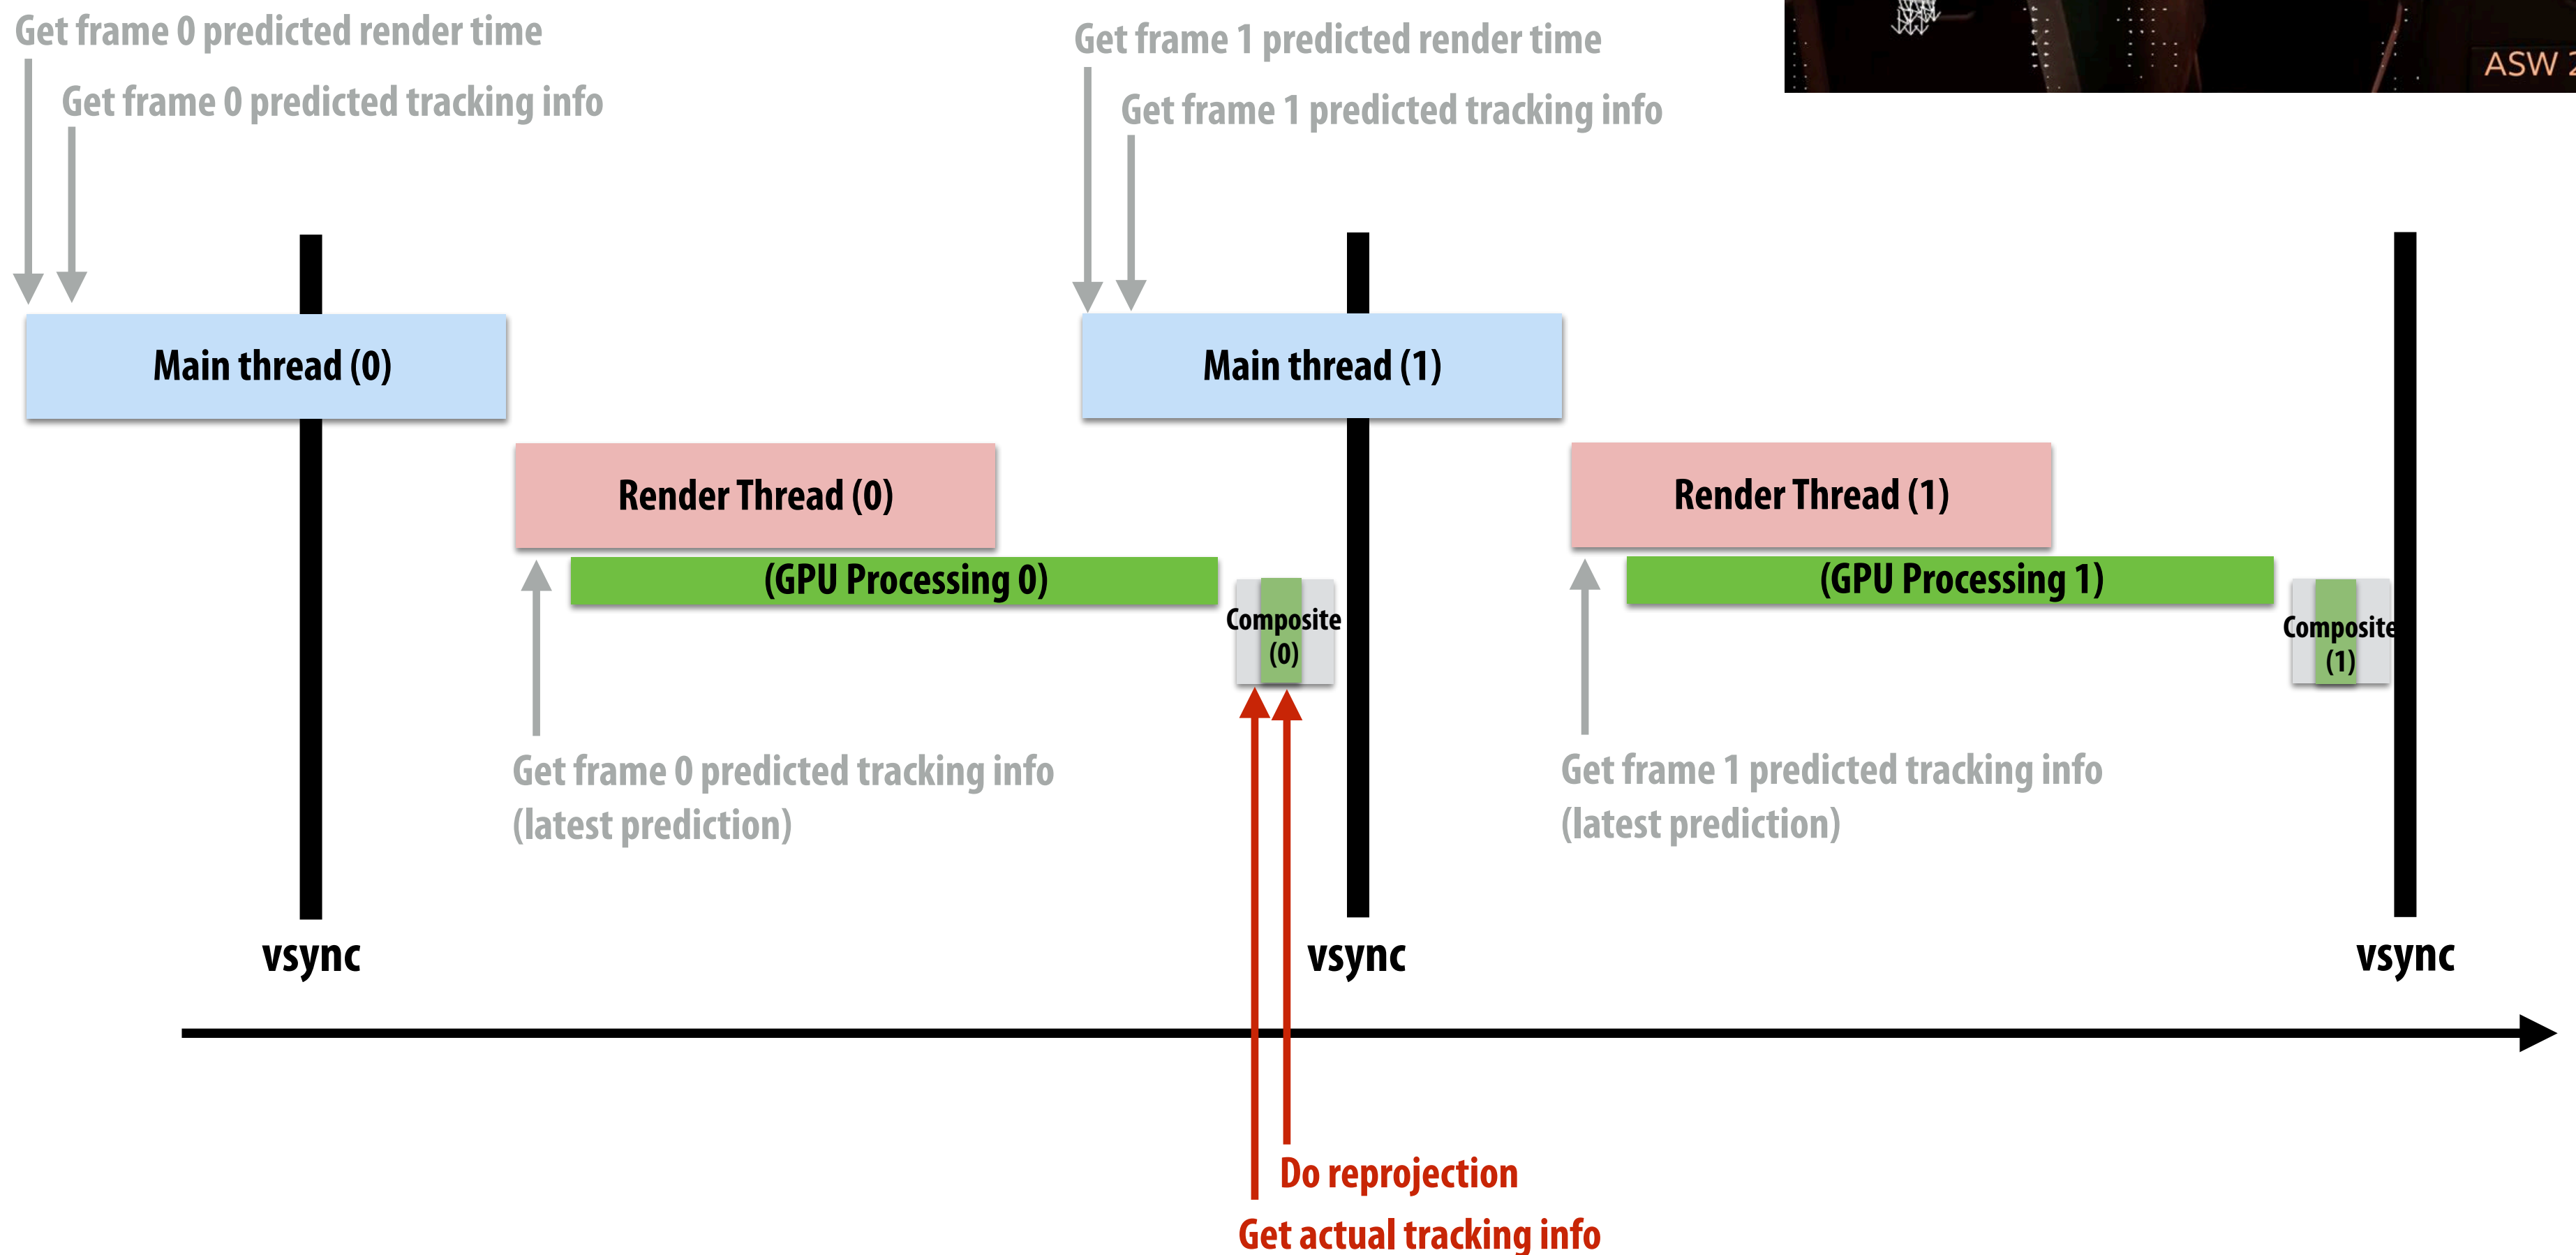 Get frame 0 predicted render time
Get frame 0 predicted tracking info
Get frame 1 predicted render time
Get frame 1 predicted tracking info
ASW
Main thread (0)
Main thread (1)
Render Thread (0)
Render Thread (1)
(GPU Processing 0)
(GPU Processing 1)
Composite
(0)
Composite
(1)
Get frame 0 predicted tracking info
(latest prediction)
Get frame 1 predicted tracking info
(latest prediction)
vsync
vsync
vsync
Do reprojection
Get actual tracking info